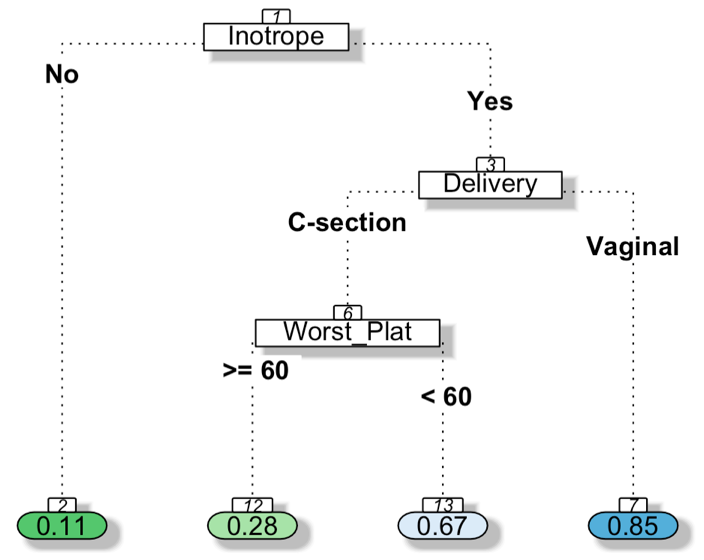 1
Inotrope
No
Yes
3
Delivery
C-section
Vaginal
6
Worst_Plat
>= 60
< 60
2
12
13
7
0.11
0.28
0.67
0.85